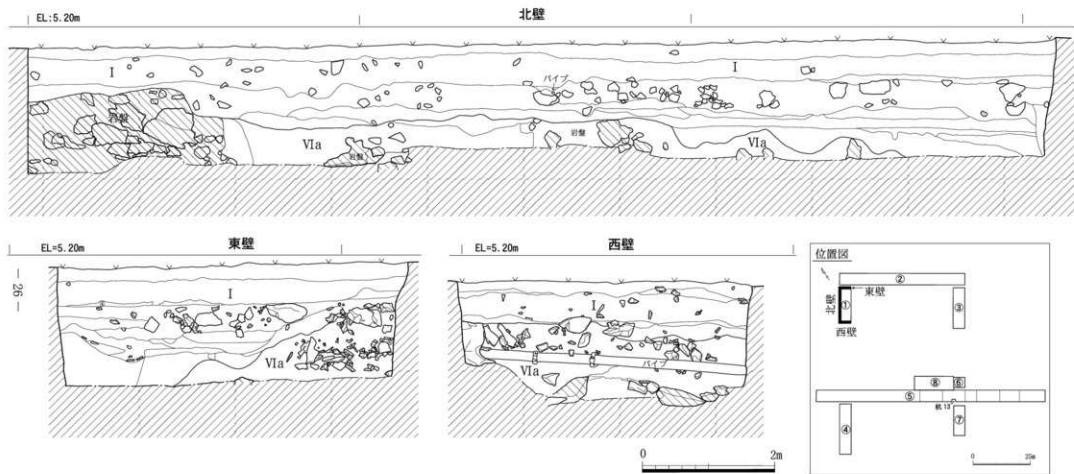 EL:5.20m
北壁
I
I
パイプ
岩盤
岩盤
岩盤
VIa
VIa
EL=5.20m
東壁
I
VIa
EL=5.20m
西壁
I
パイプ
VIa
2m
位置図
②
東壁
北壁
①
③
西壁
⑧
⑥
⑤
杭13
④
⑦
0
20m
—26—
0